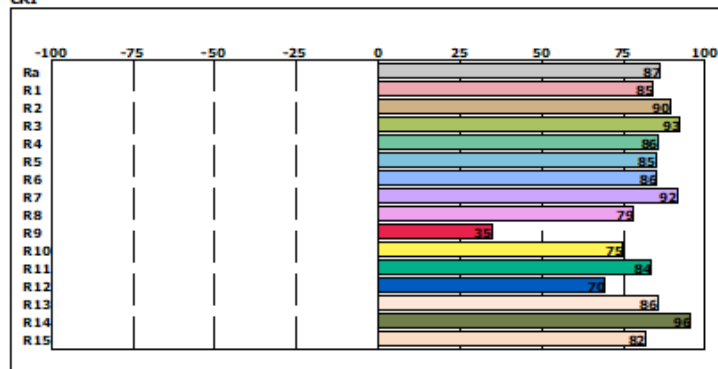 CRI
-100 -75 -50 -25 0 25 50 75 100
Ra 87
R1 85
R2 90
R3 93
R4 86
R5 85
R6 86
R7 92
R8 79
R9 35
R10 75
R11 84
R12 70
R13 86
R14 96
R15 82